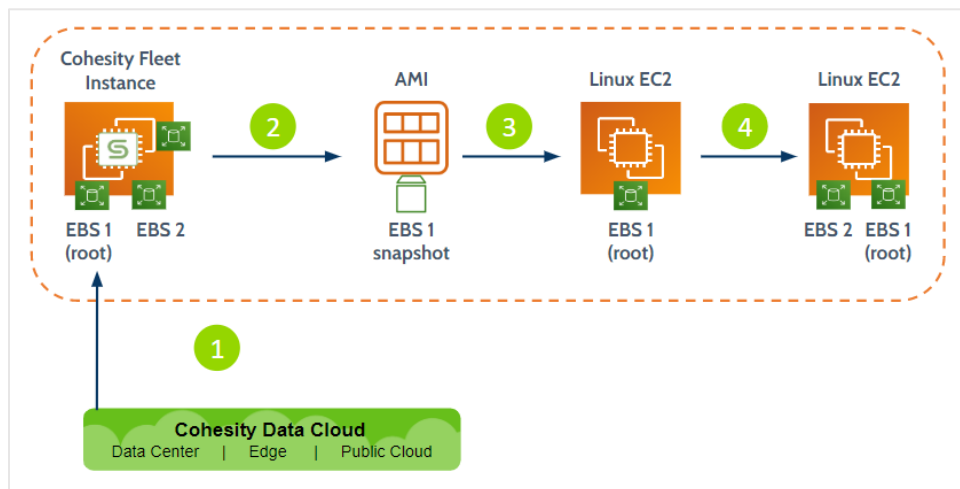 Cohesity Fleet
Instance
AMI
Linux EC2
Linux EC2
2
3
4
S
EBS 1
(root)
EBS 2
EBS 1
snapshot
EBS 1
(root)
EBS 2
EBS 1
(root)
1
Cohesity Data Cloud
Data Center | Edge | Public Cloud